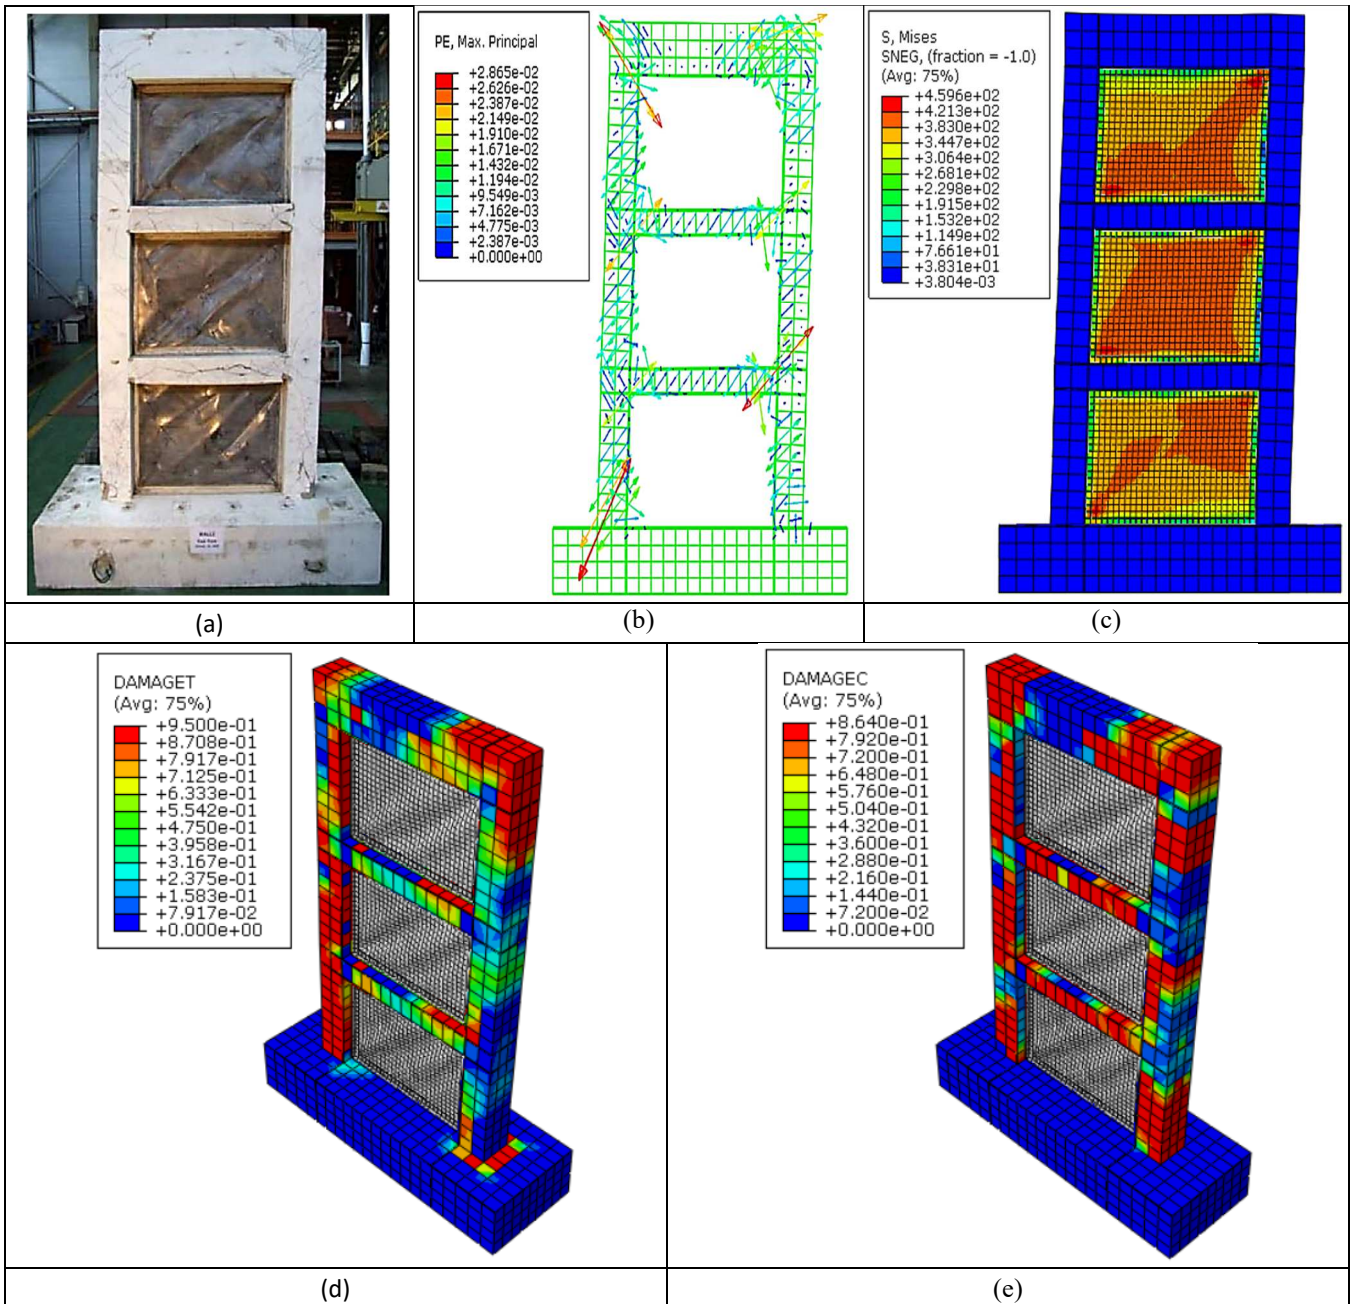 PE, Max. Principal
+2.865e-02
+2.626e-02
+2.387e-02
+2.149e-02
+1.910e-02
+1.671e-02
+1.432e-02
+1.194e-02
+9.549e-03
+7.162e-03
+4.775e-03
+2.387e-03
+0.000e+00
S, Mises
SNEG, (fraction = -1.0)
(Avg: 75%)
+4.596e+02
+4.213e+02
+3.830e+02
+3.447e+02
+3.064e+02
+2.681e+02
+2.298e+02
+1.915e+02
+1.532e+02
+1.149e+02
+7.661e+01
+3.831e+01
+3.804e-03
(a)
(b)
(c)
DAMAGET
(Avg: 75%)
+9.500e-01
+8.708e-01
+7.917e-01
+7.125e-01
+6.333e-01
+5.542e-01
+4.750e-01
+3.958e-01
+3.167e-01
+2.375e-01
+1.583e-01
+7.917e-02
+0.000e+00
DAMAGEC
(Avg: 75%)
+8.640e-01
+7.920e-01
+7.200e-01
+6.480e-01
+5.760e-01
+5.040e-01
+4.320e-01
+3.600e-01
+2.880e-01
+2.160e-01
+1.440e-01
+7.200e-02
+0.000e+00
(d)
(e)